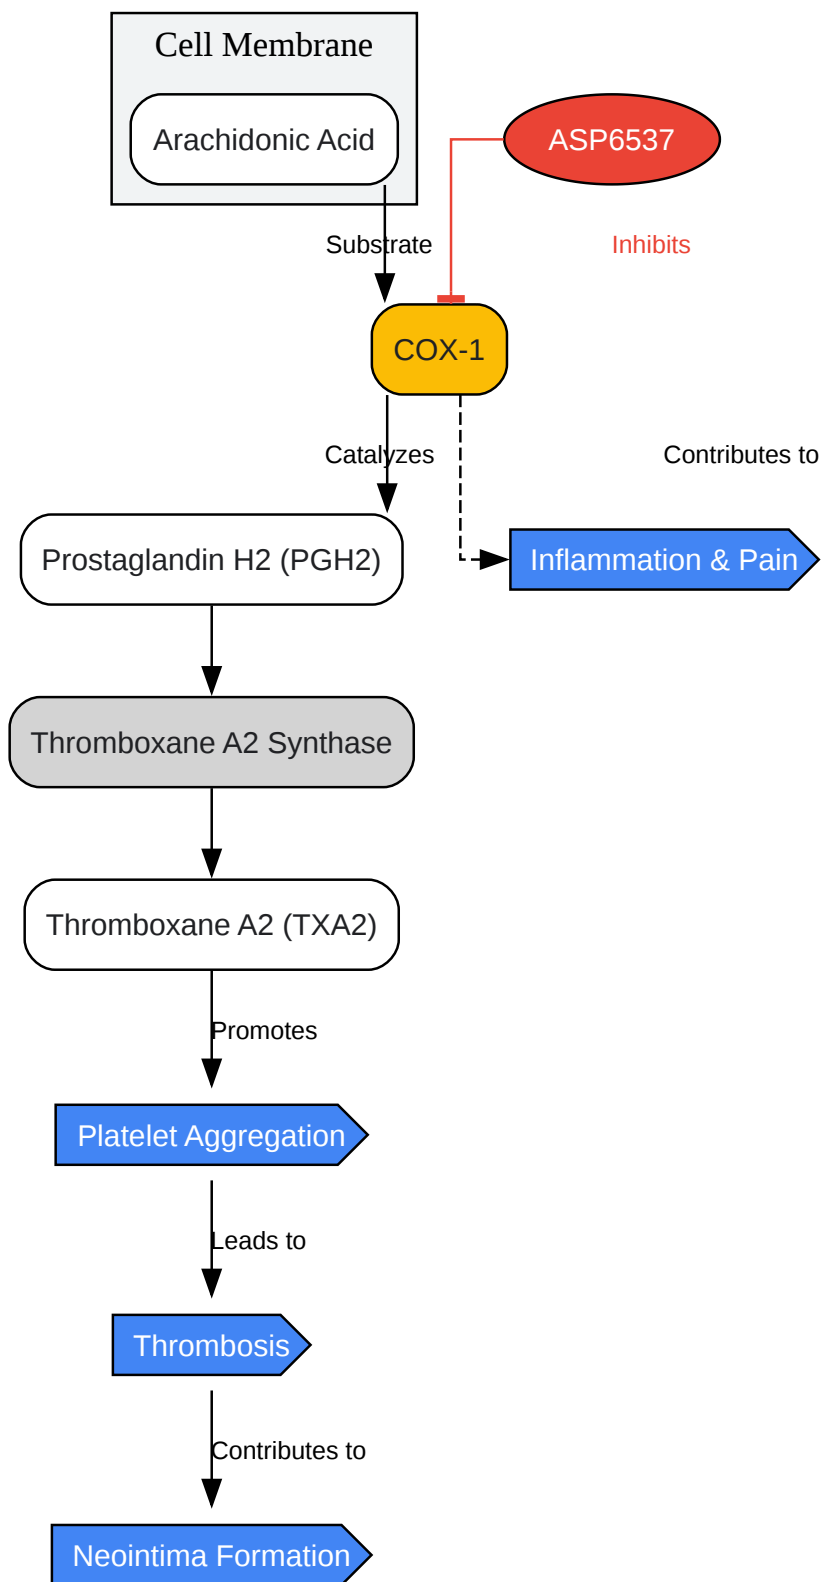 Cell Membrane
Arachidonic Acid
ASP6537
Substrate
Inhibits
COX-1
Catalyzes
Contributes to
Prostaglandin H2 (PGH2)
Inflammation & Pain
Thromboxane A2 Synthase
Thromboxane A2 (TXA2)
Promotes
Platelet Aggregation
Leads to
Thrombosis
Contributes to
Neointima Formation